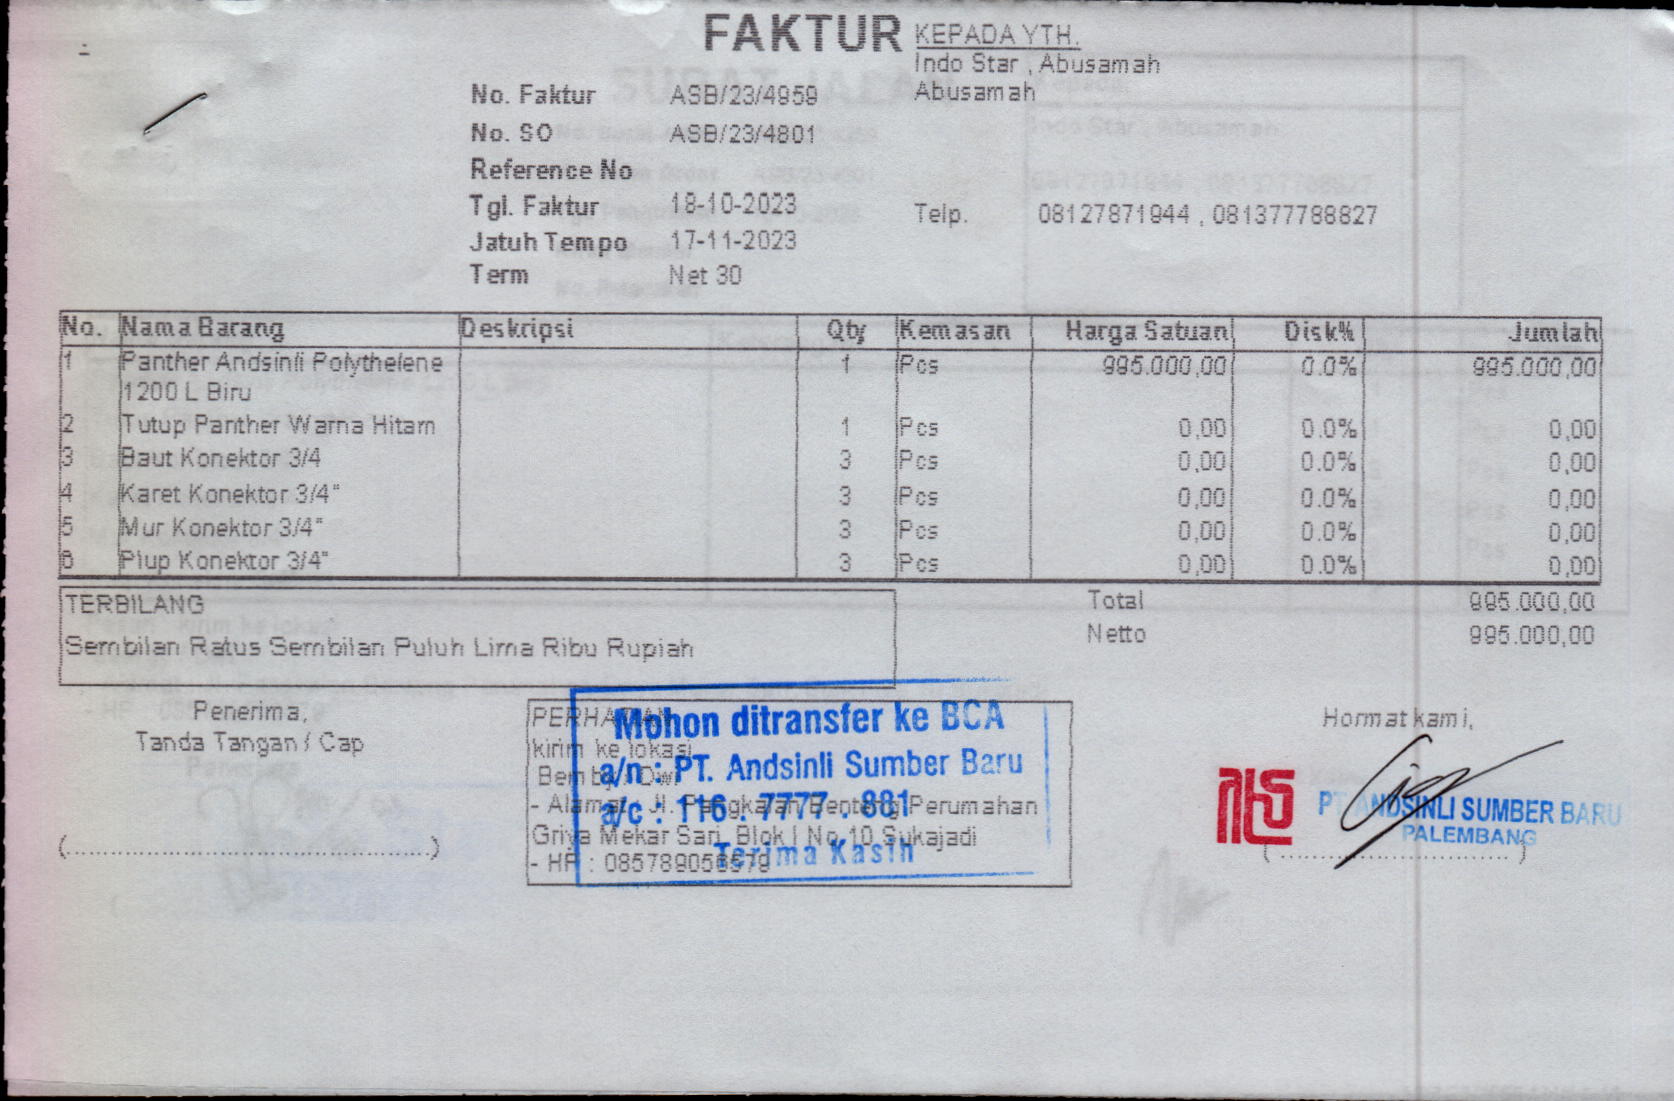 FAKTUR
KEPADA YTH.
Indo Star , Abusamah
Abusamah
No. Faktur ASB/23/4959
No. SO ASB/23/4801
Reference No
Tgl. Faktur 18-10-2023
Telp. 08127871944 , 081377788827
Jatuh Tempo 17-11-2023
Term Net 30
No. Nama Barang Deskripsi Qty Kemasan Harga Satuan Disk% Jumlah
1 Panther Andsinli Polythelene 1 Pcs 995.000,00 0.0% 995.000,00
1200 L Biru
2 Tutup Panther Warna Hitam 1 Pcs 0,00 0.0% 0,00
3 Baut Konektor 3/4 3 Pcs 0,00 0.0% 0,00
4 Karet Konektor 3/4" 3 Pcs 0,00 0.0% 0,00
5 Mur Konektor 3/4" 3 Pcs 0,00 0.0% 0,00
6 Plup Konektor 3/4" 3 Pcs 0,00 0.0% 0,00
TERBILANG
Sembilan Ratus Sembilan Puluh Lima Ribu Rupiah
Total 995.000,00
Netto 995.000,00
Penerima,
Tanda Tangan / Cap
(........................................)
PERHATIAN
kirim ke lokasi
Dwi
- Alamat : Jl. Pangkalan Benteng Perumahan
Griya Mekar Sari Blok I No.10 Sukajadi
- HP :
Mohon ditransfer ke BCA
a/n : PT. Andsinli Sumber Baru
a/c : 116 . 7777 . 881
Terima Kasih
Hormat kami,
PT ANDSINLI SUMBER BARU
PALEMBANG
(............................)